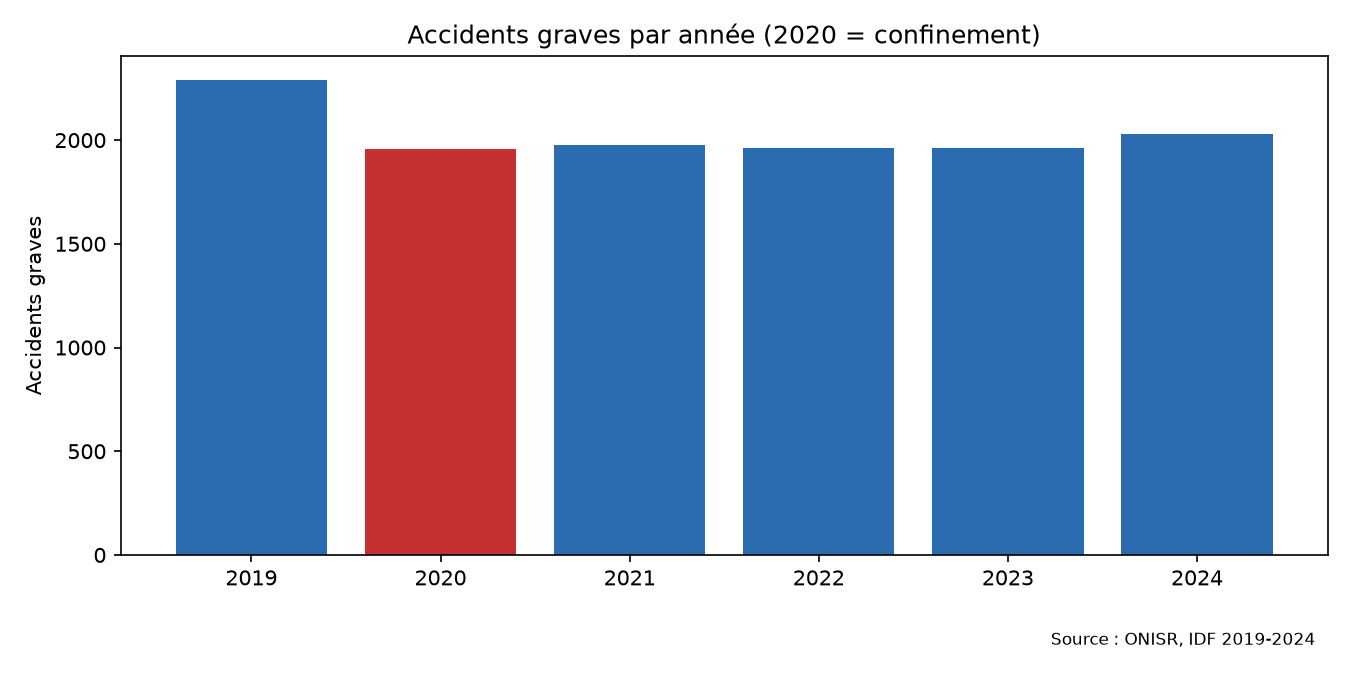 Accidents graves par année (2020 = confinement)
Accidents graves
2000
1500
1000
500
0
2019 2020 2021 2022 2023 2024
Source : ONISR, IDF 2019-2024